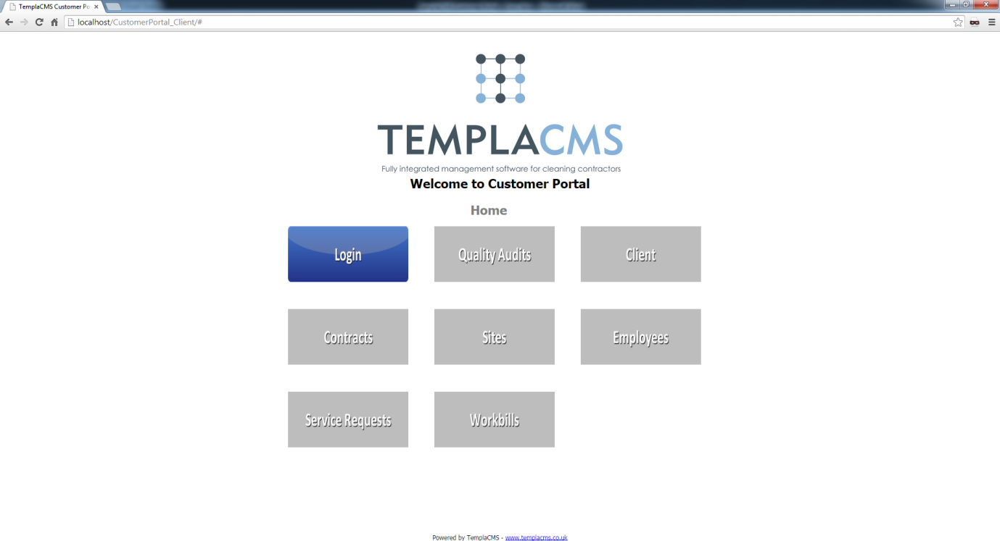 TemplaCMS Customer Po
localhost/CustomerPortal_Client/#
TEMPLACMS
Fully integrated management software for cleaning contractors
Welcome to Customer Portal
Home
Login Quality Audits Client
Contracts Sites Employees
Service Requests Workbills
Powered by TemplaCMS - www.templacms.co.uk